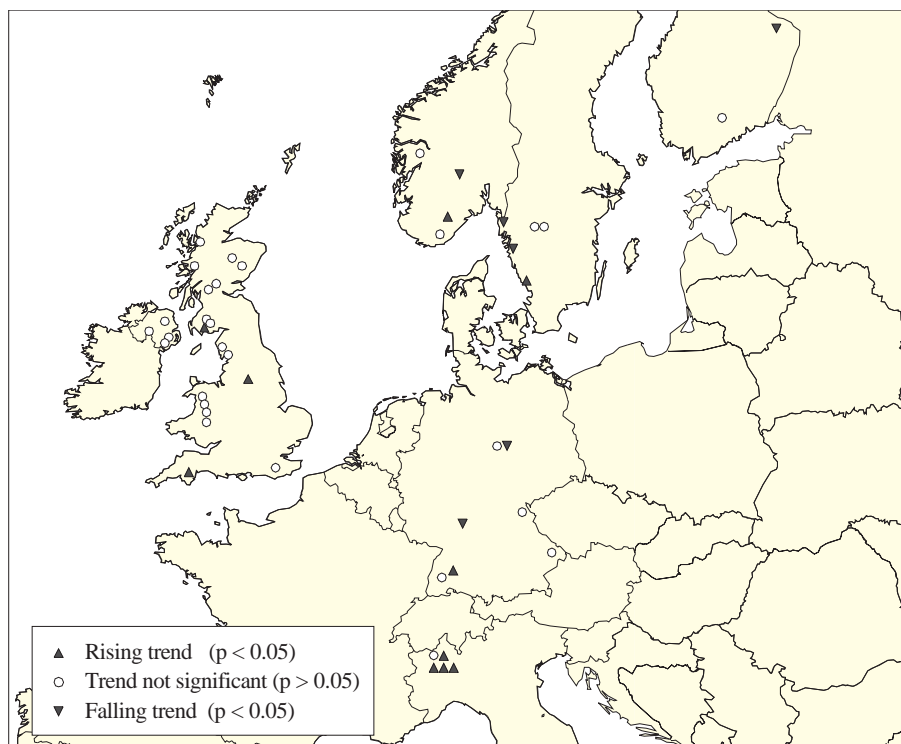 Rising trend (p < 0.05)
Trend not significant (p > 0.05)
Falling trend (p < 0.05)